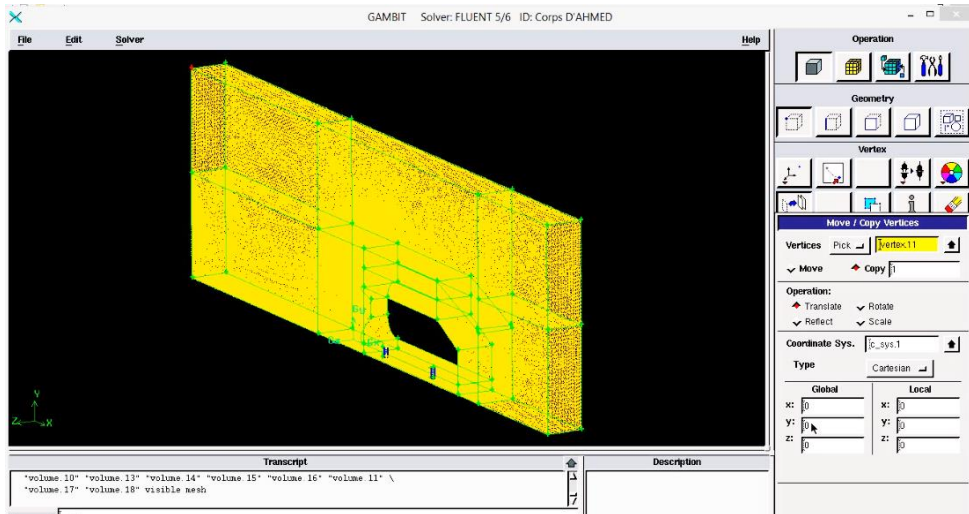 GAMBIT Solver: FLUENT 5/6 ID: Corps D'AHMED
File Edit Solver Help
Operation
Geometry
Vertex
Move / Copy Vertices
Vertices Pick vertex.11
Move Copy 1
Operation:
Translate Rotate
Reflect Scale
Coordinate Sys. c_sys.1
Type Cartesian
Global Local
x: 0 x: 0
y: 0 y: 0
z: 0 z: 0
Y
Z X
Transcript
"volume.10" "volume.13" "volume.14" "volume.15" "volume.16" "volume.11" \
"volume.17" "volume.18" visible mesh
Description